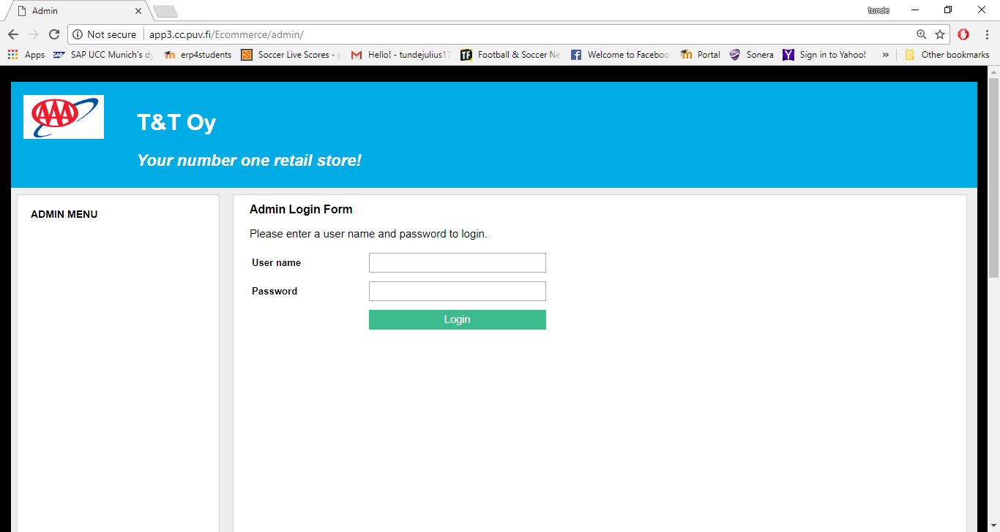 Admin
tunde
Not secure app3.cc.puv.fi/Ecommerce/admin/
Apps SAP SAP UCC Munich's dy erp4students Soccer Live Scores - Hello! - tundejulius17 TF Football & Soccer Ne Welcome to Faceboo Portal Sonera Sign in to Yahoo! » Other bookmarks
AAA
T&T Oy
Your number one retail store!
ADMIN MENU
Admin Login Form
Please enter a user name and password to login.
User name
Password
Login